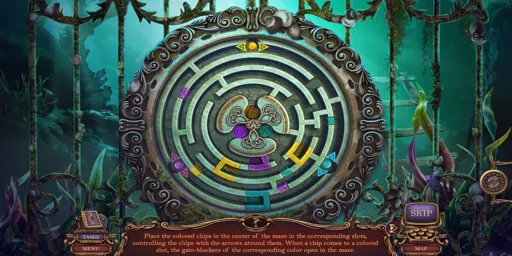 SKIP
TASKS
MENU
MAP
Place the colored chips in the center of the maze in the corresponding slots,
controlling the chips with the arrows around them. When a chip comes to a colored
slot, the gate-blockers of the corresponding color open in the maze.